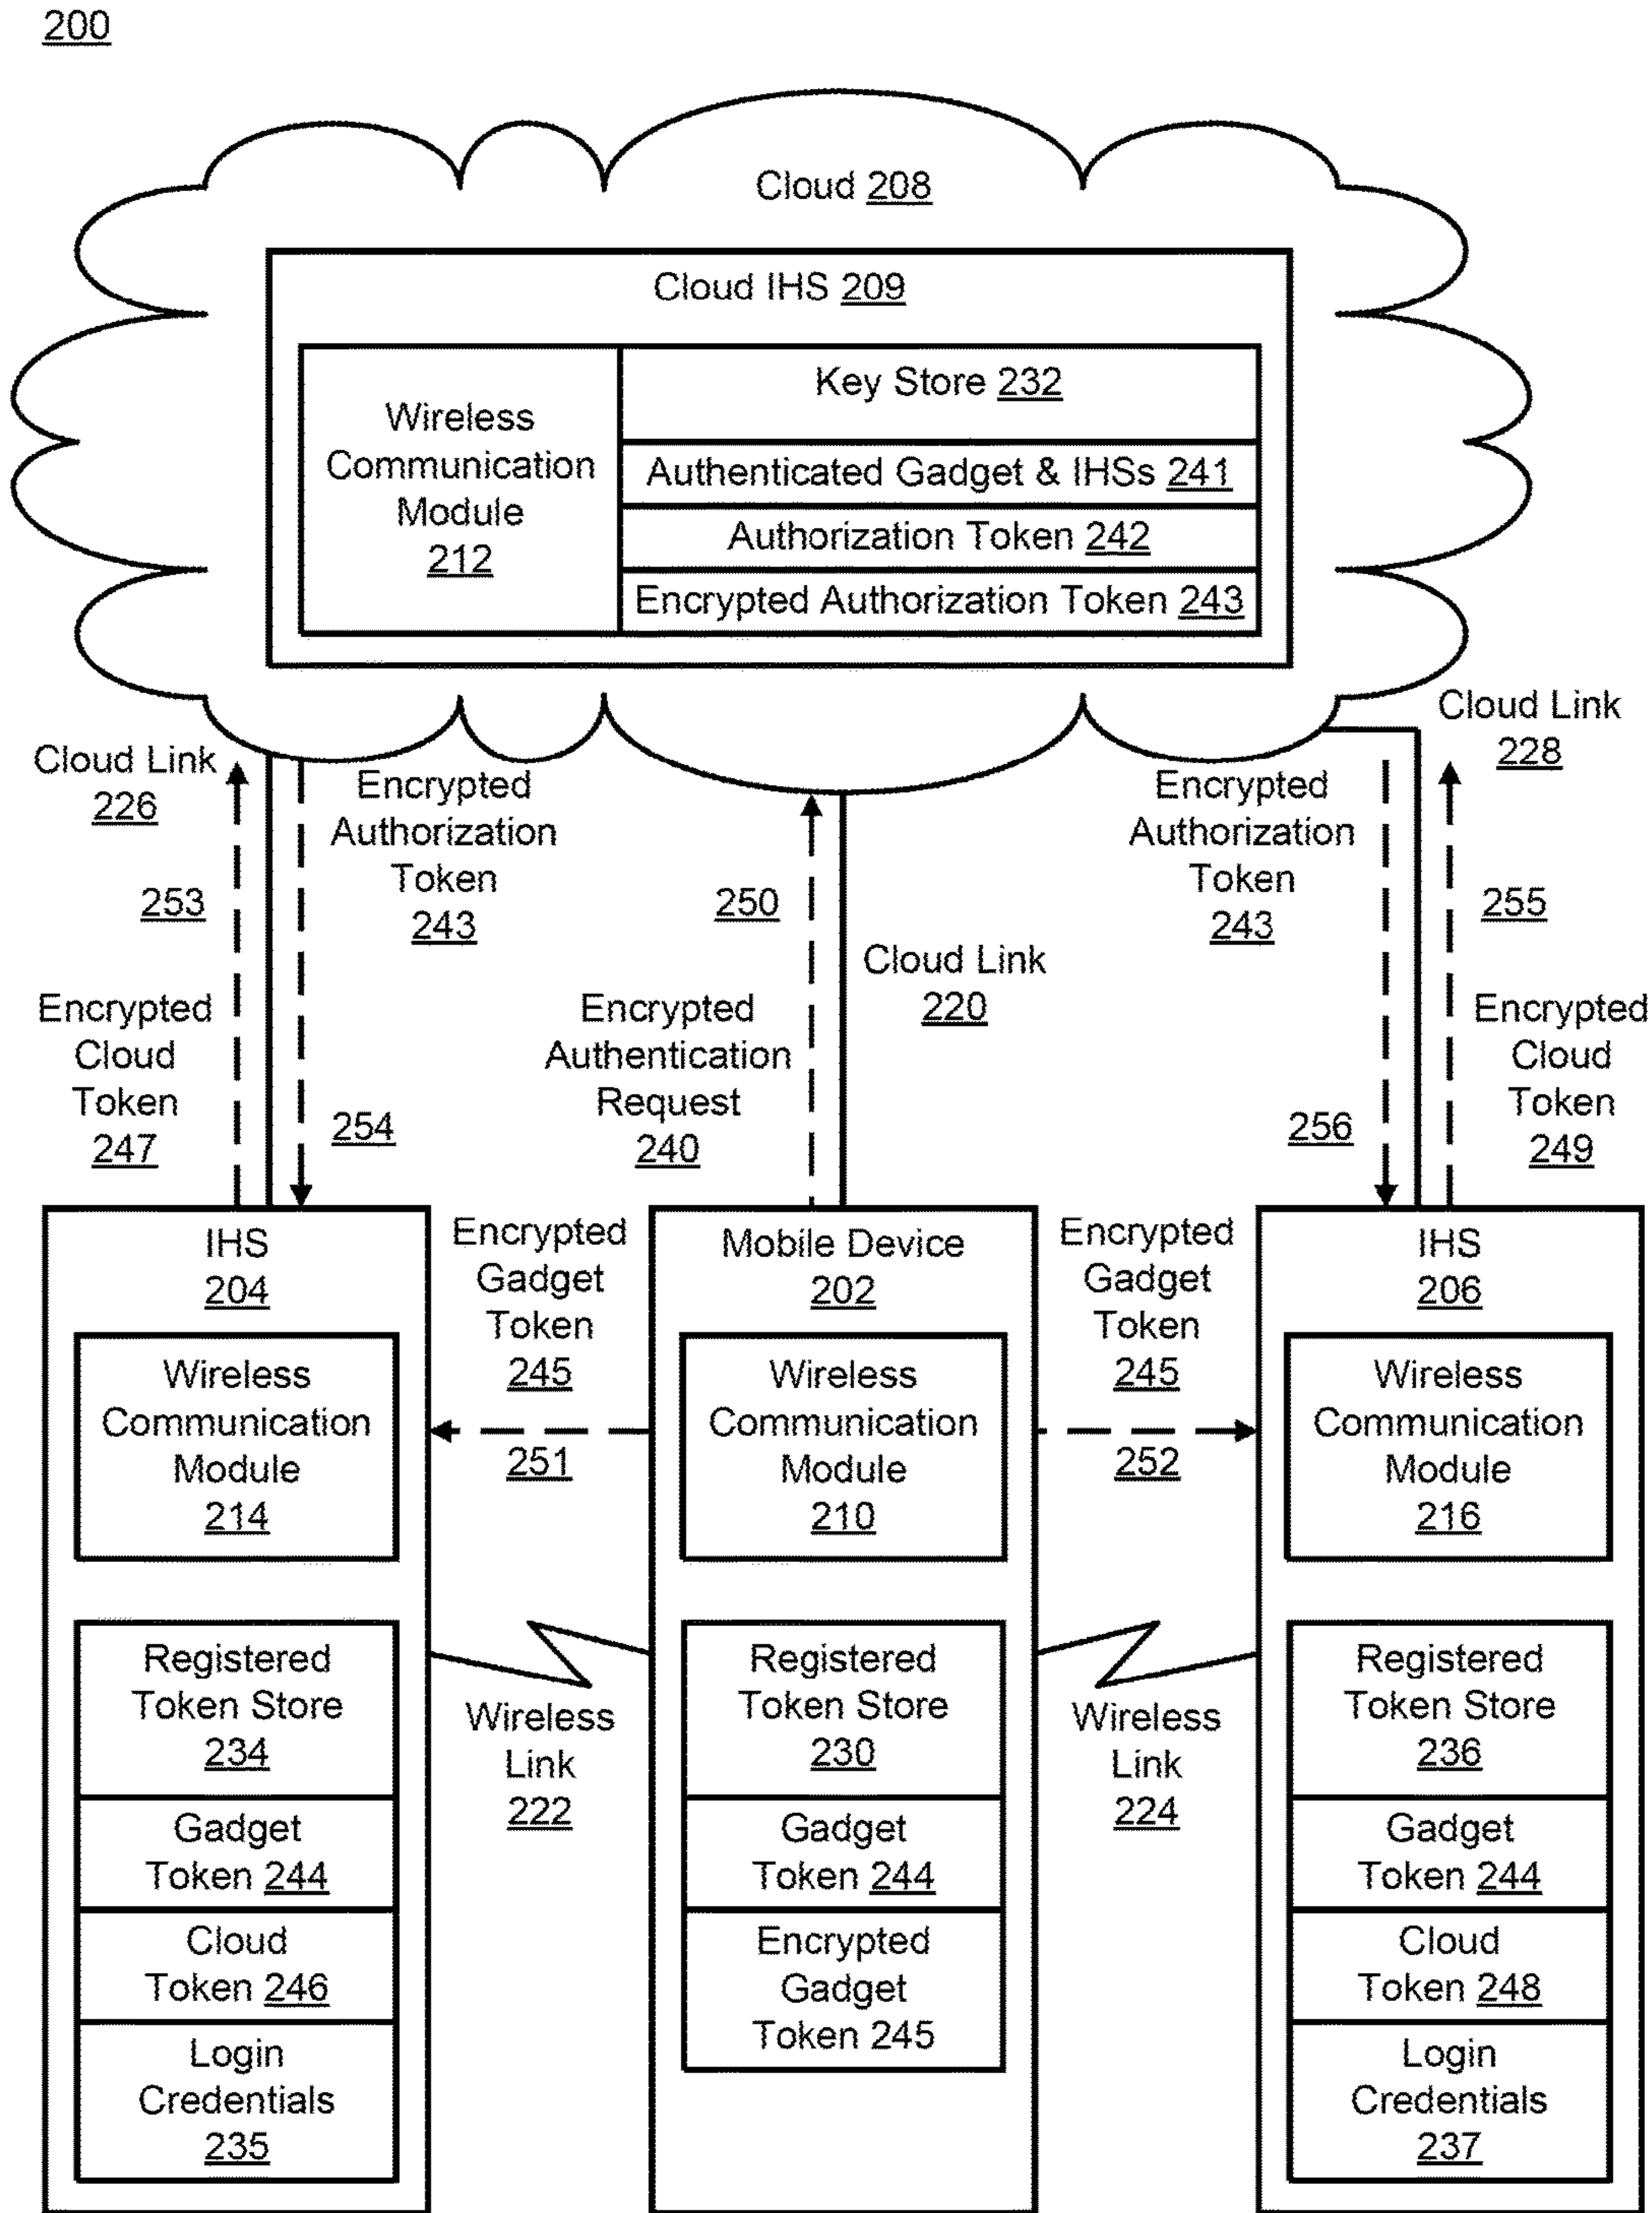 200
Cloud 208
Cloud IHS 209
Wireless
Communication
Module
212
Key Store 232
Authenticated Gadget & IHSs 241
Authorization Token 242
Encrypted Authorization Token 243
Cloud Link
226
253
Encrypted
Cloud
Token
247
Encrypted
Authorization
Token
243
254
250
Encrypted
Authentication
Request
240
Cloud Link
220
Encrypted
Authorization
Token
243
256
Cloud Link
228
255
Encrypted
Cloud
Token
249
IHS
204
Wireless
Communication
Module
214
Registered
Token Store
234
Gadget
Token 244
Cloud
Token 246
Login
Credentials
235
Encrypted
Gadget
Token
245
251
Wireless
Link
222
Mobile Device
202
Wireless
Communication
Module
210
Registered
Token Store
230
Gadget
Token 244
Encrypted
Gadget
Token 245
Encrypted
Gadget
Token
245
252
Wireless
Link
224
IHS
206
Wireless
Communication
Module
216
Registered
Token Store
236
Gadget
Token 244
Cloud
Token 248
Login
Credentials
237